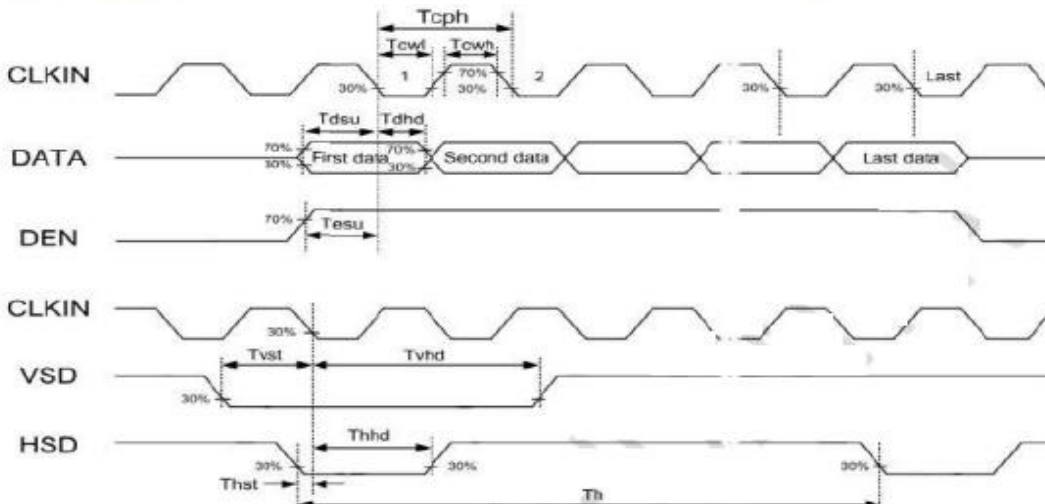 Tcph
Tcwl Tcwh
CLKIN 30% 1 70% 30% 2 30% 30% Last
Tdsu Tdhd
DATA 70% 30% First data 70% 30% Second data Last data
DEN 70% Tesu
CLKIN 30%
Tvst Tvhd
VSD 30%
Thhd
HSD 30% 30% 30%
Thst Th